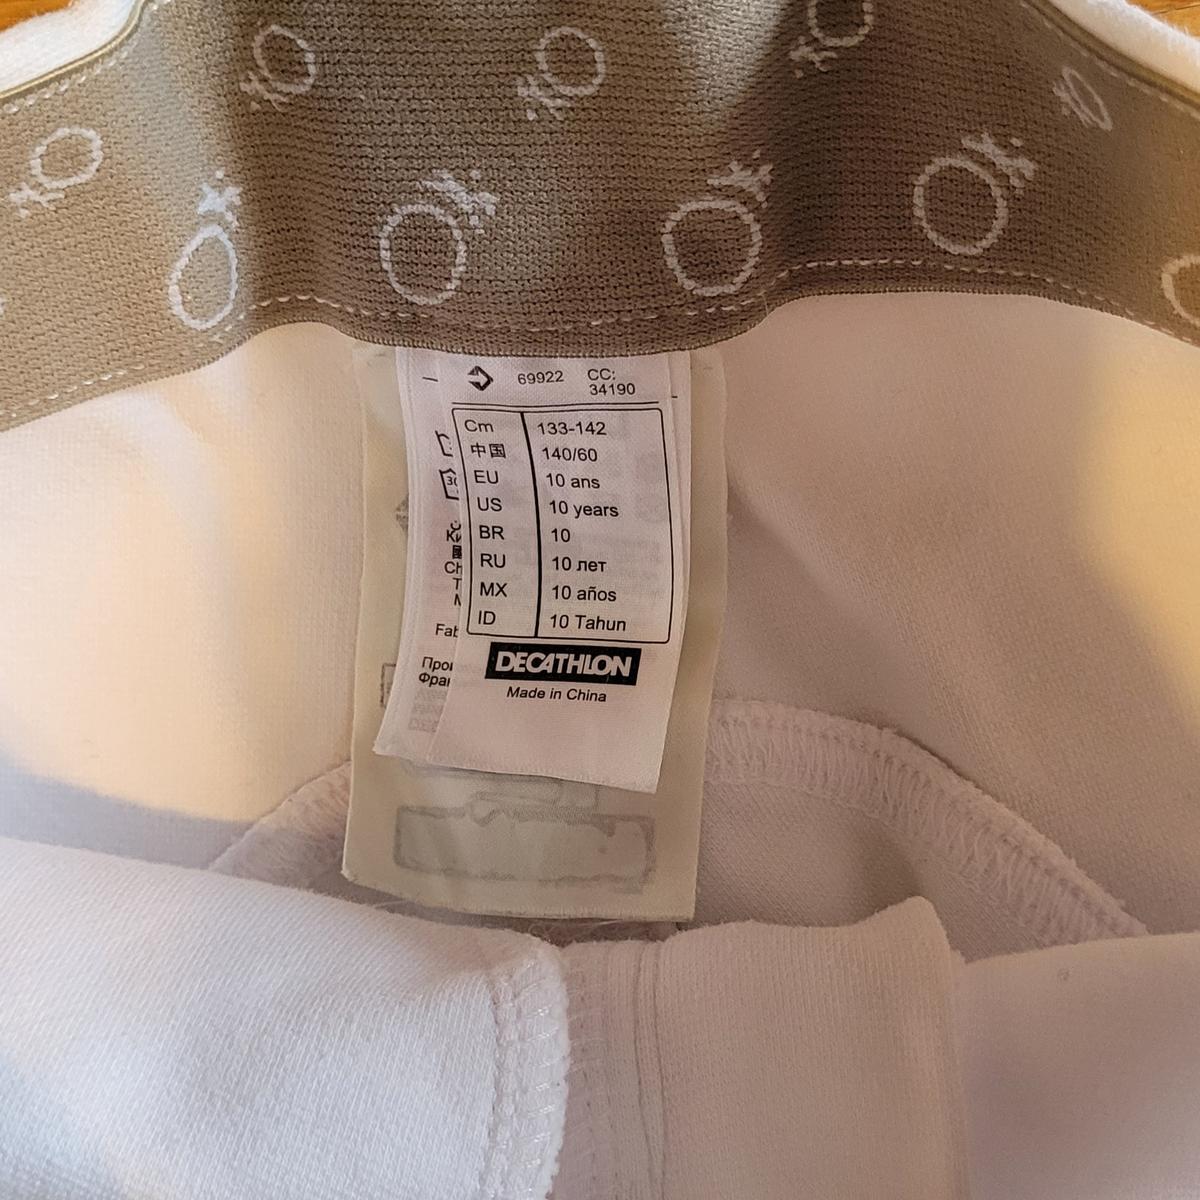 69922 CC:
34190
Cm 133-142
中国 140/60
EU 10 ans
US 10 years
BR 10
RU 10 лет
MX 10 años
ID 10 Tahun
DECATHLON
Made in China
30